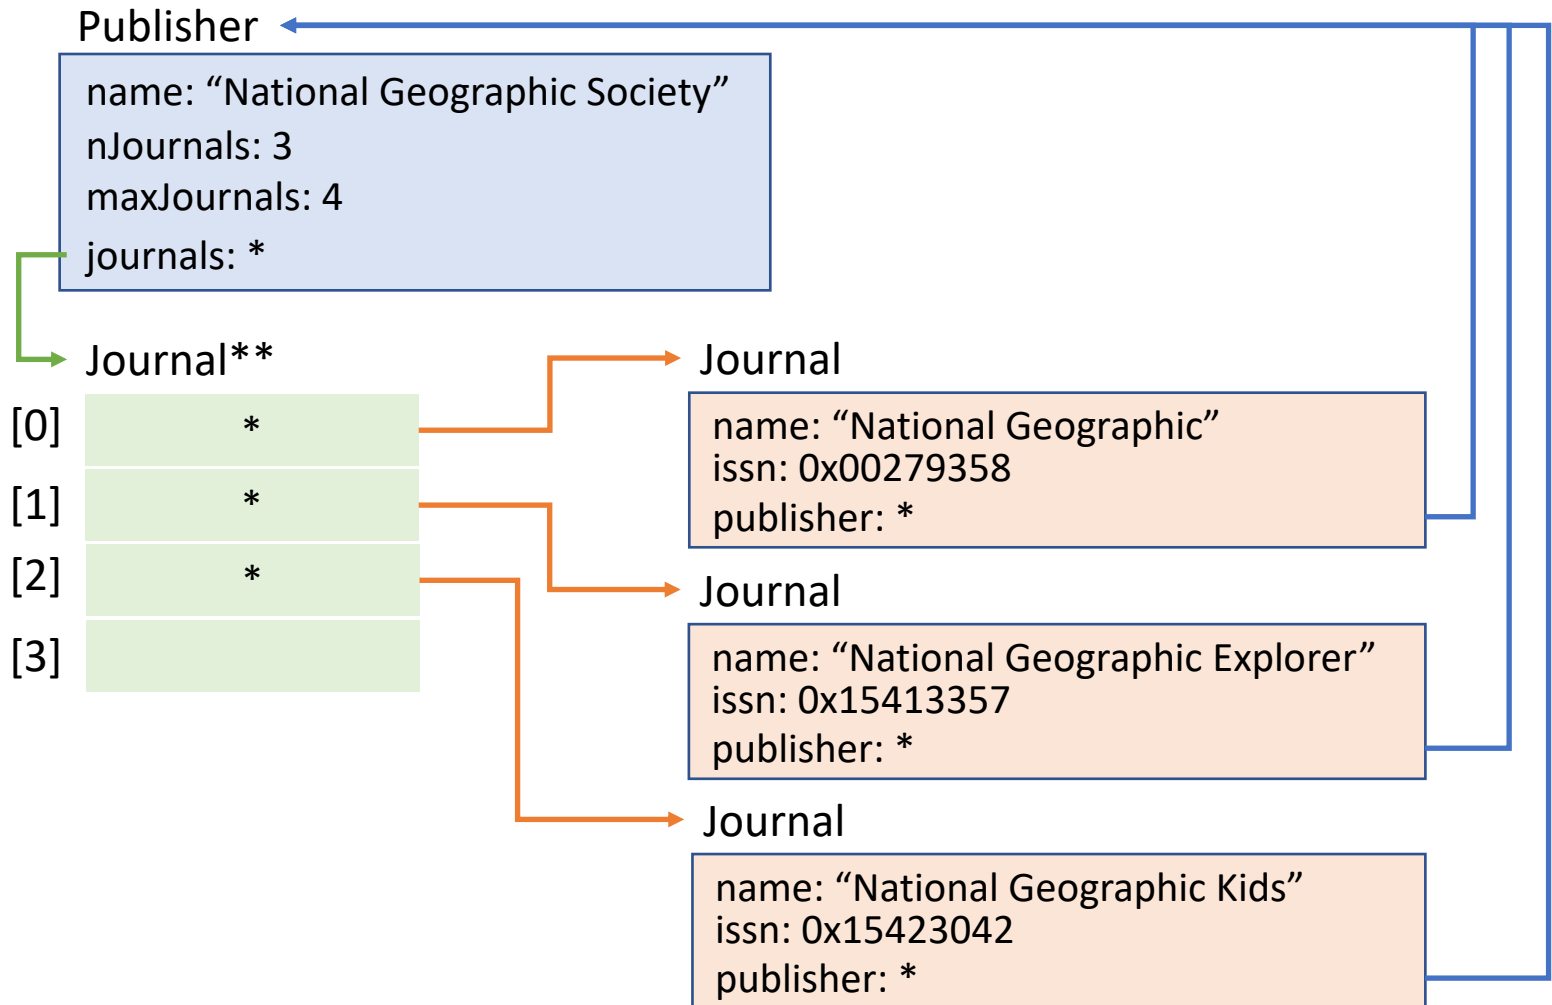 Publisher
name: “National Geographic Society”
nJournals: 3
maxJournals: 4
journals: *
Journal**
[0] *
[1] *
[2] *
[3]
Journal
name: “National Geographic”
issn: 0x00279358
publisher: *
Journal
name: “National Geographic Explorer”
issn: 0x15413357
publisher: *
Journal
name: “National Geographic Kids”
issn: 0x15423042
publisher: *